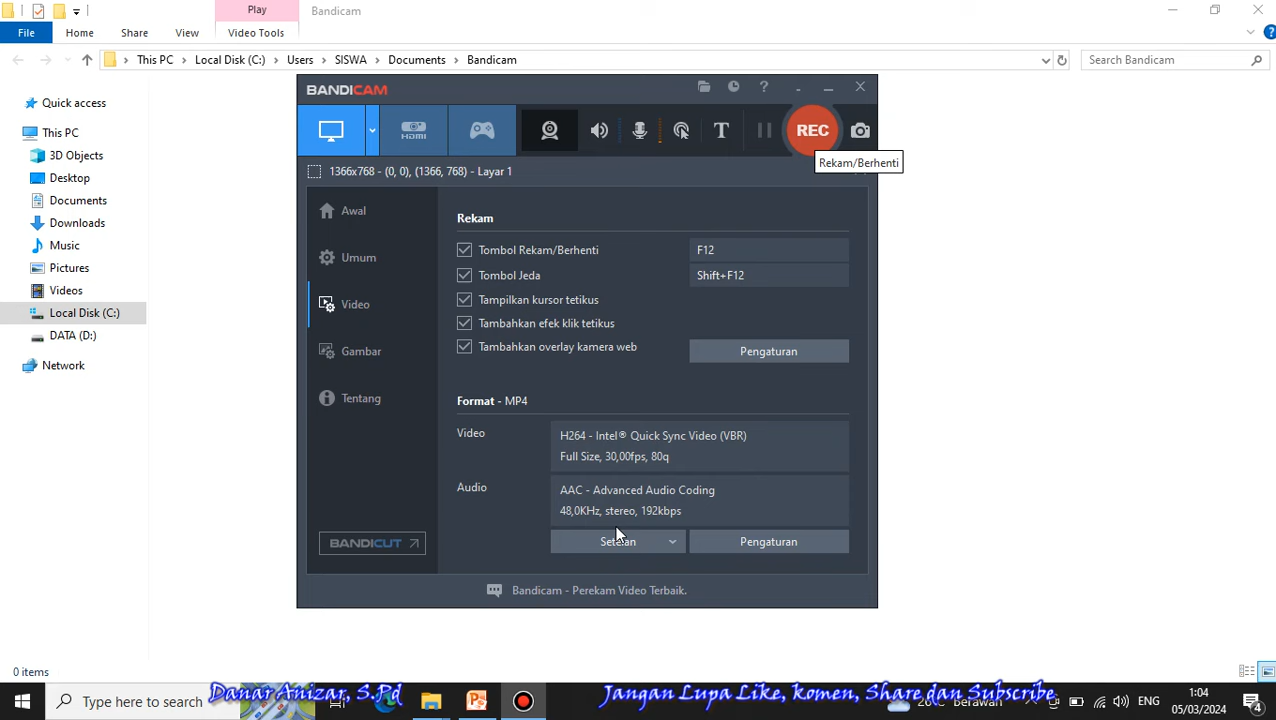 Play
Bandicam
File
Home
Share
View
Video Tools
This PC
Local Disk (C:)
Users
SISWA
Documents
Bandicam
Search Bandicam
Quick access
This PC
3D Objects
Desktop
Documents
Downloads
Music
Pictures
Videos
Local Disk (C:)
DATA (D:)
Network
BANDICAM
HDMI
REC
Rekam/Berhenti
1366x768 - (0, 0), (1366, 768) - Layar 1
Awal
Umum
Video
Gambar
Tentang
BANDICUT
Rekam
Tombol Rekam/Berhenti
F12
Tombol Jeda
Shift+F12
Tampilkan kursor tetikus
Tambahkan efek klik tetikus
Tambahkan overlay kamera web
Pengaturan
Format - MP4
Video
H264 - Intel® Quick Sync Video (VBR)
Full Size, 30,00fps, 80q
Audio
AAC - Advanced Audio Coding
48,0KHz, stereo, 192kbps
Pengaturan
Bandicam - Perekam Video Terbaik.
0 items
Danar Anizar, S.Pd
Jangan Lupa Like, komen, Share dan Subscribe
Type here to search
Berawan
ENG
1:04
05/03/2024
4